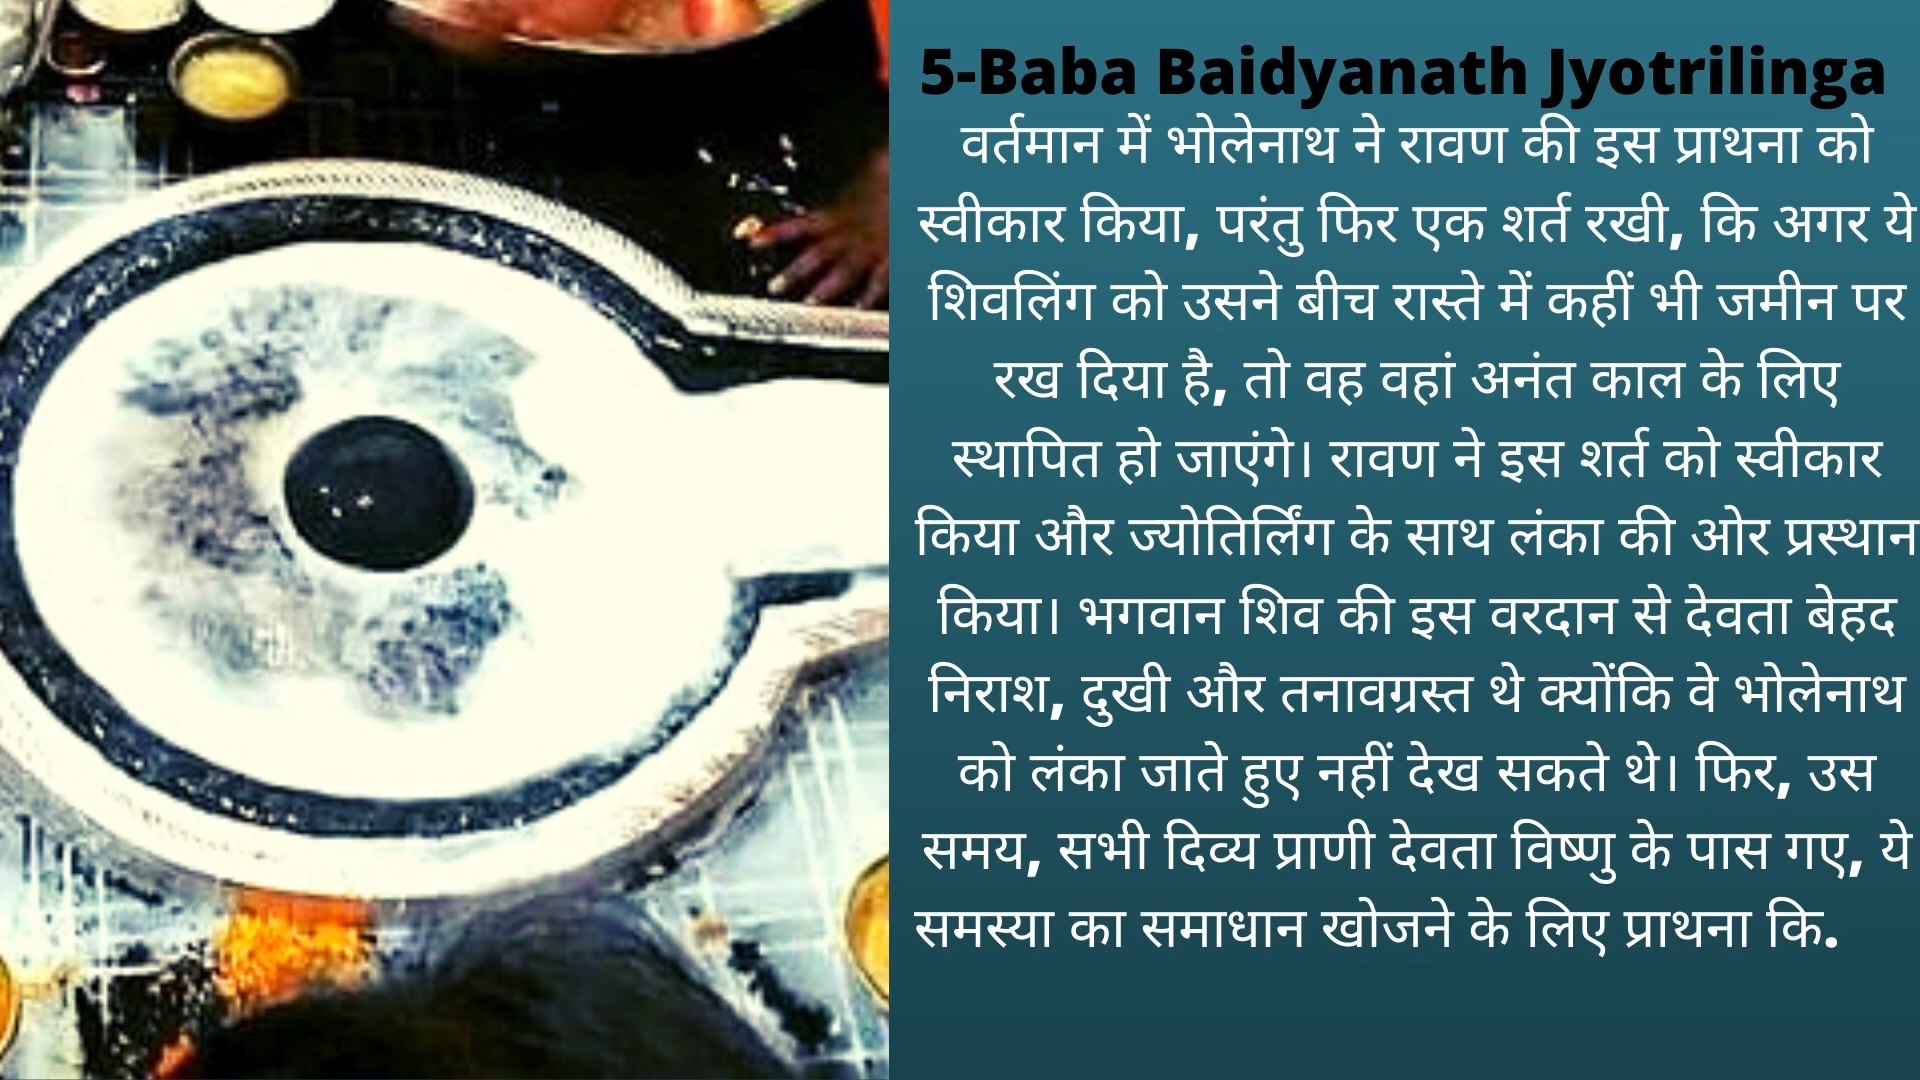 5-Baba Baidyanath Jyotrilinga
वर्तमान में भोलेनाथ ने रावण की इस प्राथना को
स्वीकार किया, परंतु फिर एक शर्त रखी, कि अगर ये
शिवलिंग को उसने बीच रास्ते में कहीं भी जमीन पर
रख दिया है, तो वह वहां अनंत काल के लिए
स्थापित हो जाएंगे। रावण ने इस शर्त को स्वीकार
किया और ज्योतिर्लिंग के साथ लंका की ओर प्रस्थान
किया। भगवान शिव की इस वरदान से देवता बेहद
निराश, दुखी और तनावग्रस्त थे क्योंकि वे भोलेनाथ
को लंका जाते हुए नहीं देख सकते थे। फिर, उस
समय, सभी दिव्य प्राणी देवता विष्णु के पास गए, ये
समस्या का समाधान खोजने के लिए प्राथना कि.